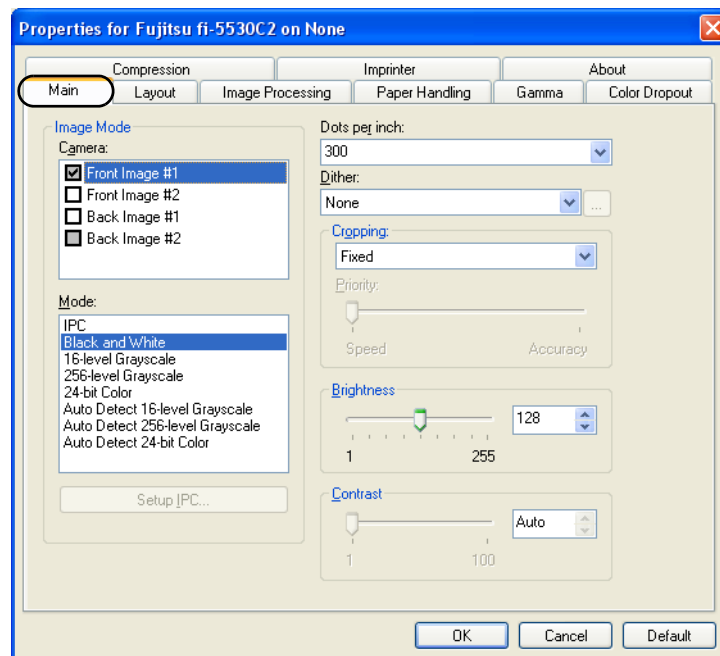 Properties for Fujitsu fi-5530C2 on None
Compression Imprinter About
Main Layout Image Processing Paper Handling Gamma Color Dropout
Image Mode
Camera:
Front Image #1
Front Image #2
Back Image #1
Back Image #2
Mode:
IPC
Black and White
16-level Grayscale
256-level Grayscale
24-bit Color
Auto Detect 16-level Grayscale
Auto Detect 256-level Grayscale
Auto Detect 24-bit Color
Setup IPC...
Dots per inch:
300
Dither:
None
...
Cropping:
Fixed
Priority:
Speed Accuracy
Brightness
128
1 255
Contrast
Auto
1 100
OK Cancel Default